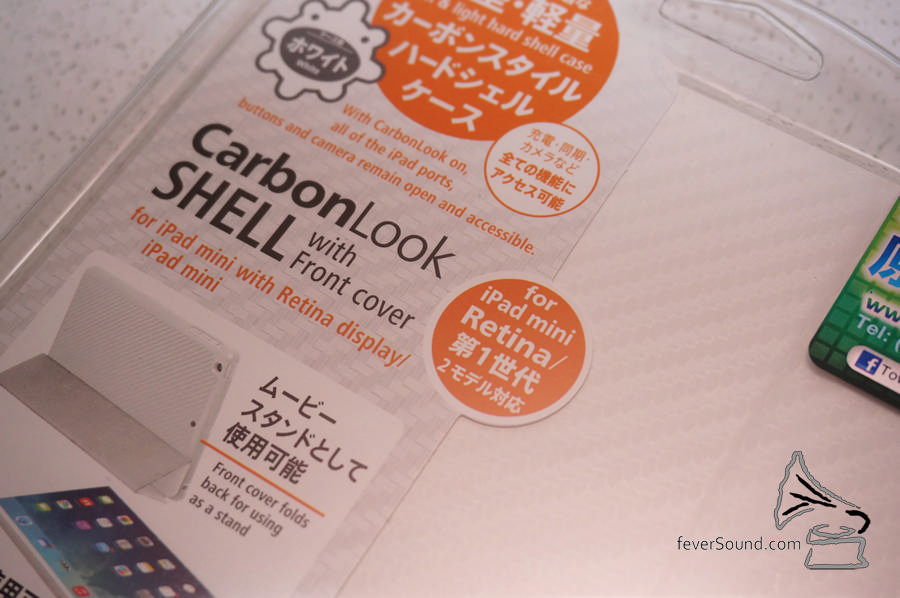 軽量
& light hard shell case
カーボンスタイル
ハードシェル
ケース
ホワイト
White
充電・同期・
カメラなど
全ての機能に
アクセス可能
With CarbonLook on,
all of the iPad ports,
buttons and camera remain open and accessible.
CarbonLook
SHELL with
Front cover
for iPad mini with Retina display/
iPad mini
for
iPad mini
Retina/
第1世代
2モデル対応
ムービー
スタンドとして
使用可能
Front cover folds
back for using
as a stand
www
Tel: (
f
feverSound.com